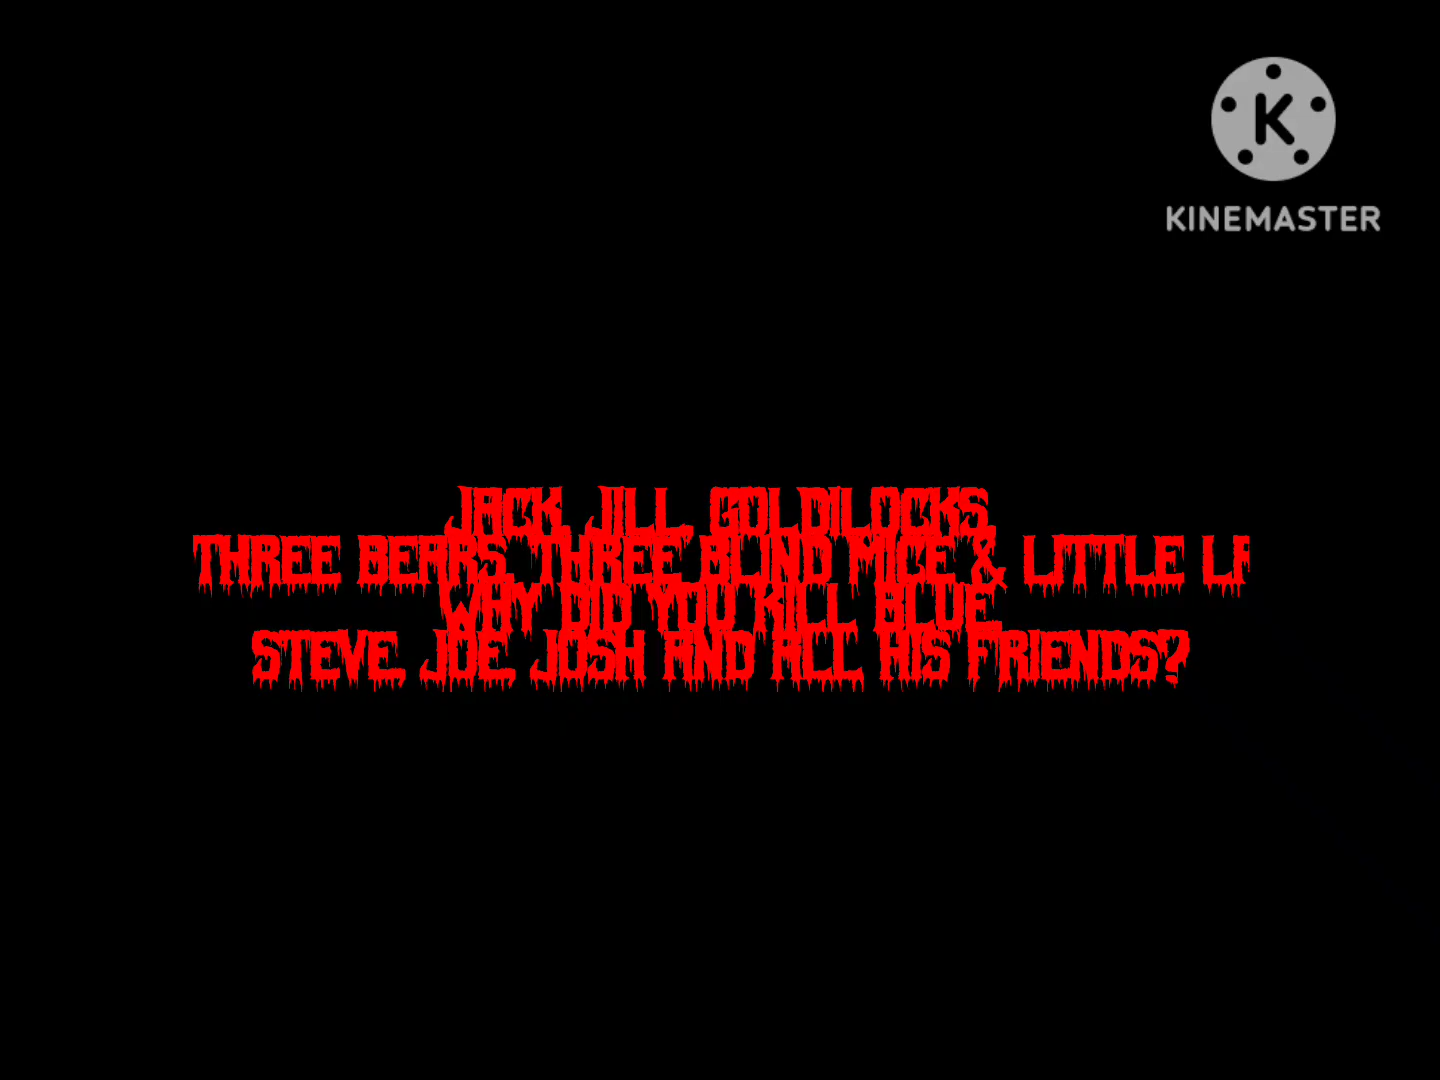 KINEMASTER
JACK, JILL, GOLDILOCKS,
THREE BEARS, THREE BLIND MICE & LITTLE
WHY DID YOU KILL BLUE,
STEVE, JOE, JOSH AND ALL HIS FRIENDS?